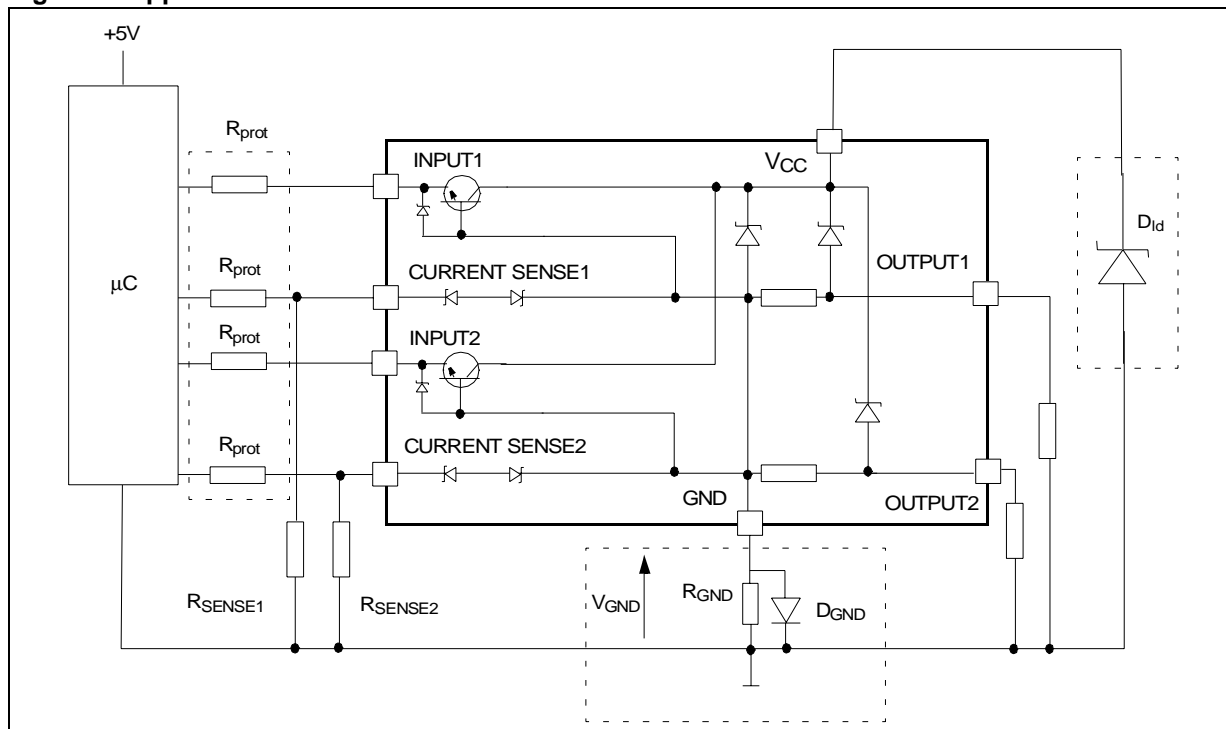 +5V
Rprot
INPUT1
VCC
Dld
μC
Rprot
CURRENT SENSE1
OUTPUT1
Rprot
INPUT2
Rprot
CURRENT SENSE2
GND
OUTPUT2
RSENSE1
RSENSE2
VGND
RGND
DGND